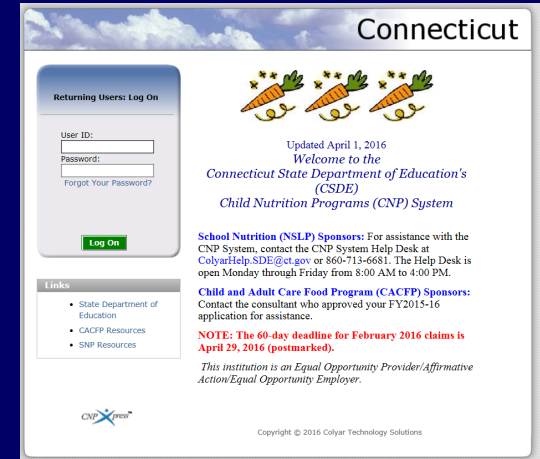 Connecticut
Returning Users: Log On
User ID:
Password:
Forgot Your Password?
Log On
Links
State Department of
Education
CACFP Resources
SNP Resources
CNP Xpress™
Updated April 1, 2016
Welcome to the
Connecticut State Department of Education's
(CSDE)
Child Nutrition Programs (CNP) System
School Nutrition (NSLP) Sponsors: For assistance with the
CNP System, contact the CNP System Help Desk at
ColyarHelp.SDE@ct.gov or 860-713-6681. The Help Desk is
open Monday through Friday from 8:00 AM to 4:00 PM.
Child and Adult Care Food Program (CACFP) Sponsors:
Contact the consultant who approved your FY2015-16
application for assistance.
NOTE: The 60-day deadline for February 2016 claims is
April 29, 2016 (postmarked).
This institution is an Equal Opportunity Provider/Affirmative
Action/Equal Opportunity Employer.
Copyright © 2016 Colyar Technology Solutions